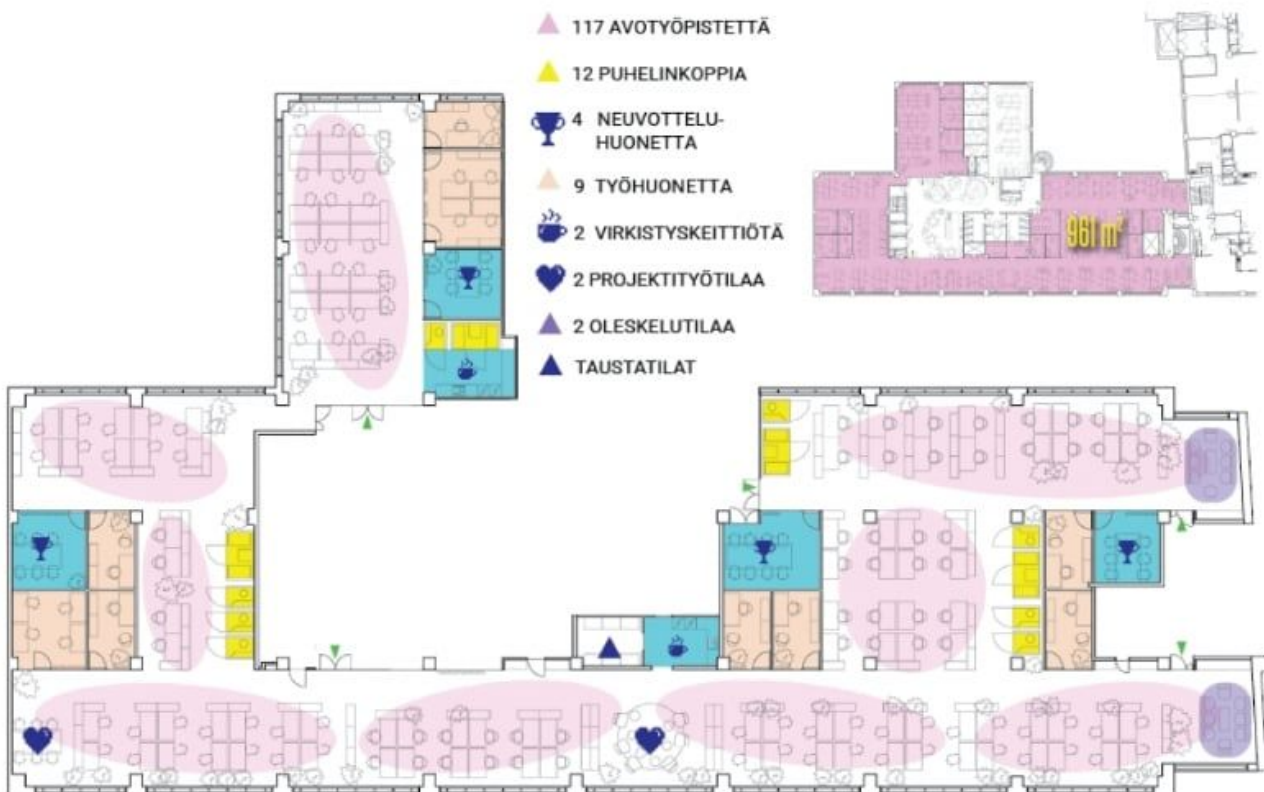 117 AVOTYÖPISTETTÄ
12 PUHELINKOPPIA
4 NEUVOTTELU-
HUONETTA
9 TYÖHUONETTA
2 VIRKISTYSKEITTIÖTÄ
2 PROJEKTITYÖTILAA
2 OLESKELUTILAA
TAUSTATILAT
961 m²